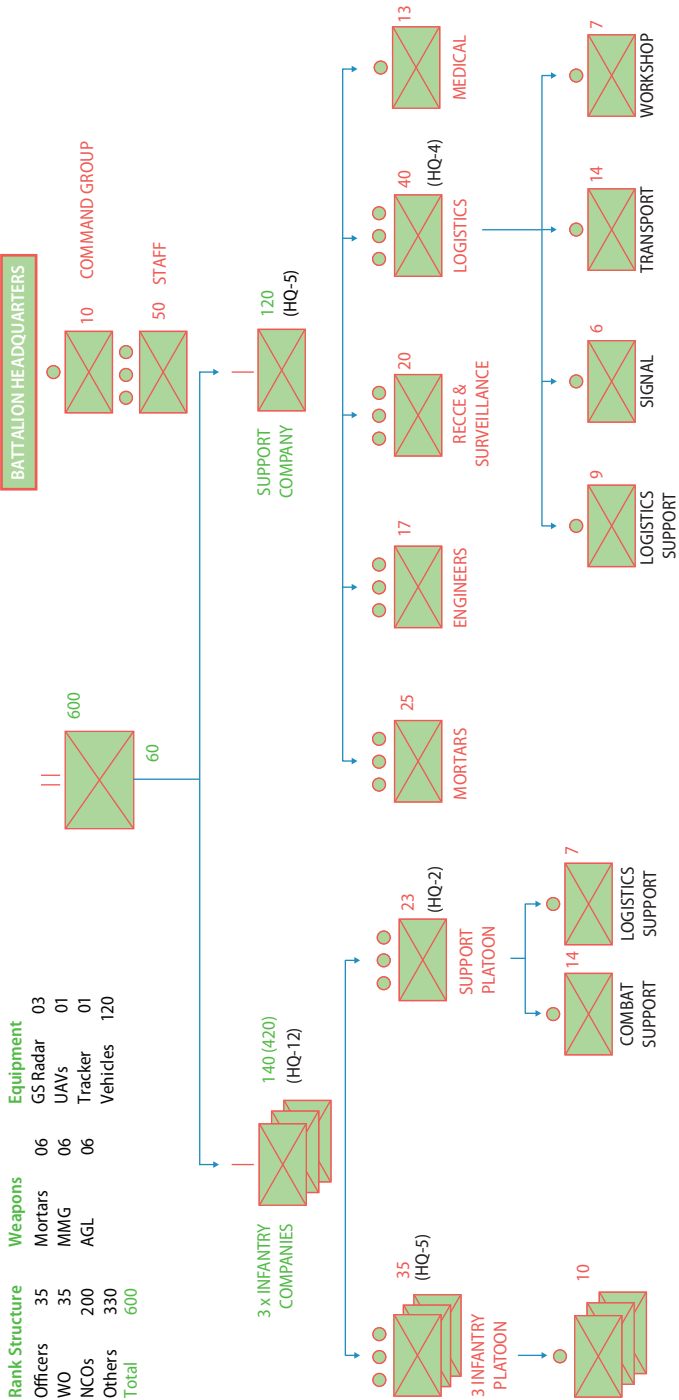 Rank Structure Weapons Equipment
Officers 35 Mortars 06 GS Radar 03
WO 35 MMG 06 UAVs 01
NCOs 200 AGL 06 Tracker 01
Others 330 Vehicles 120
Total 600
BATTALION HEADQUARTERS
600
60
10 COMMAND GROUP
50 STAFF
3 x INFANTRY
COMPANIES
140 (420)
(HQ-12)
SUPPORT
COMPANY
120
(HQ-5)
35
(HQ-5)
3 INFANTRY
PLATOON
10
23
(HQ-2)
SUPPORT
PLATOON
14
COMBAT
SUPPORT
7
LOGISTICS
SUPPORT
25
MORTARS
17
ENGINEERS
20
RECCE &
SURVEILLANCE
40
(HQ-4)
LOGISTICS
13
MEDICAL
9
LOGISTICS
SUPPORT
6
SIGNAL
14
TRANSPORT
7
WORKSHOP